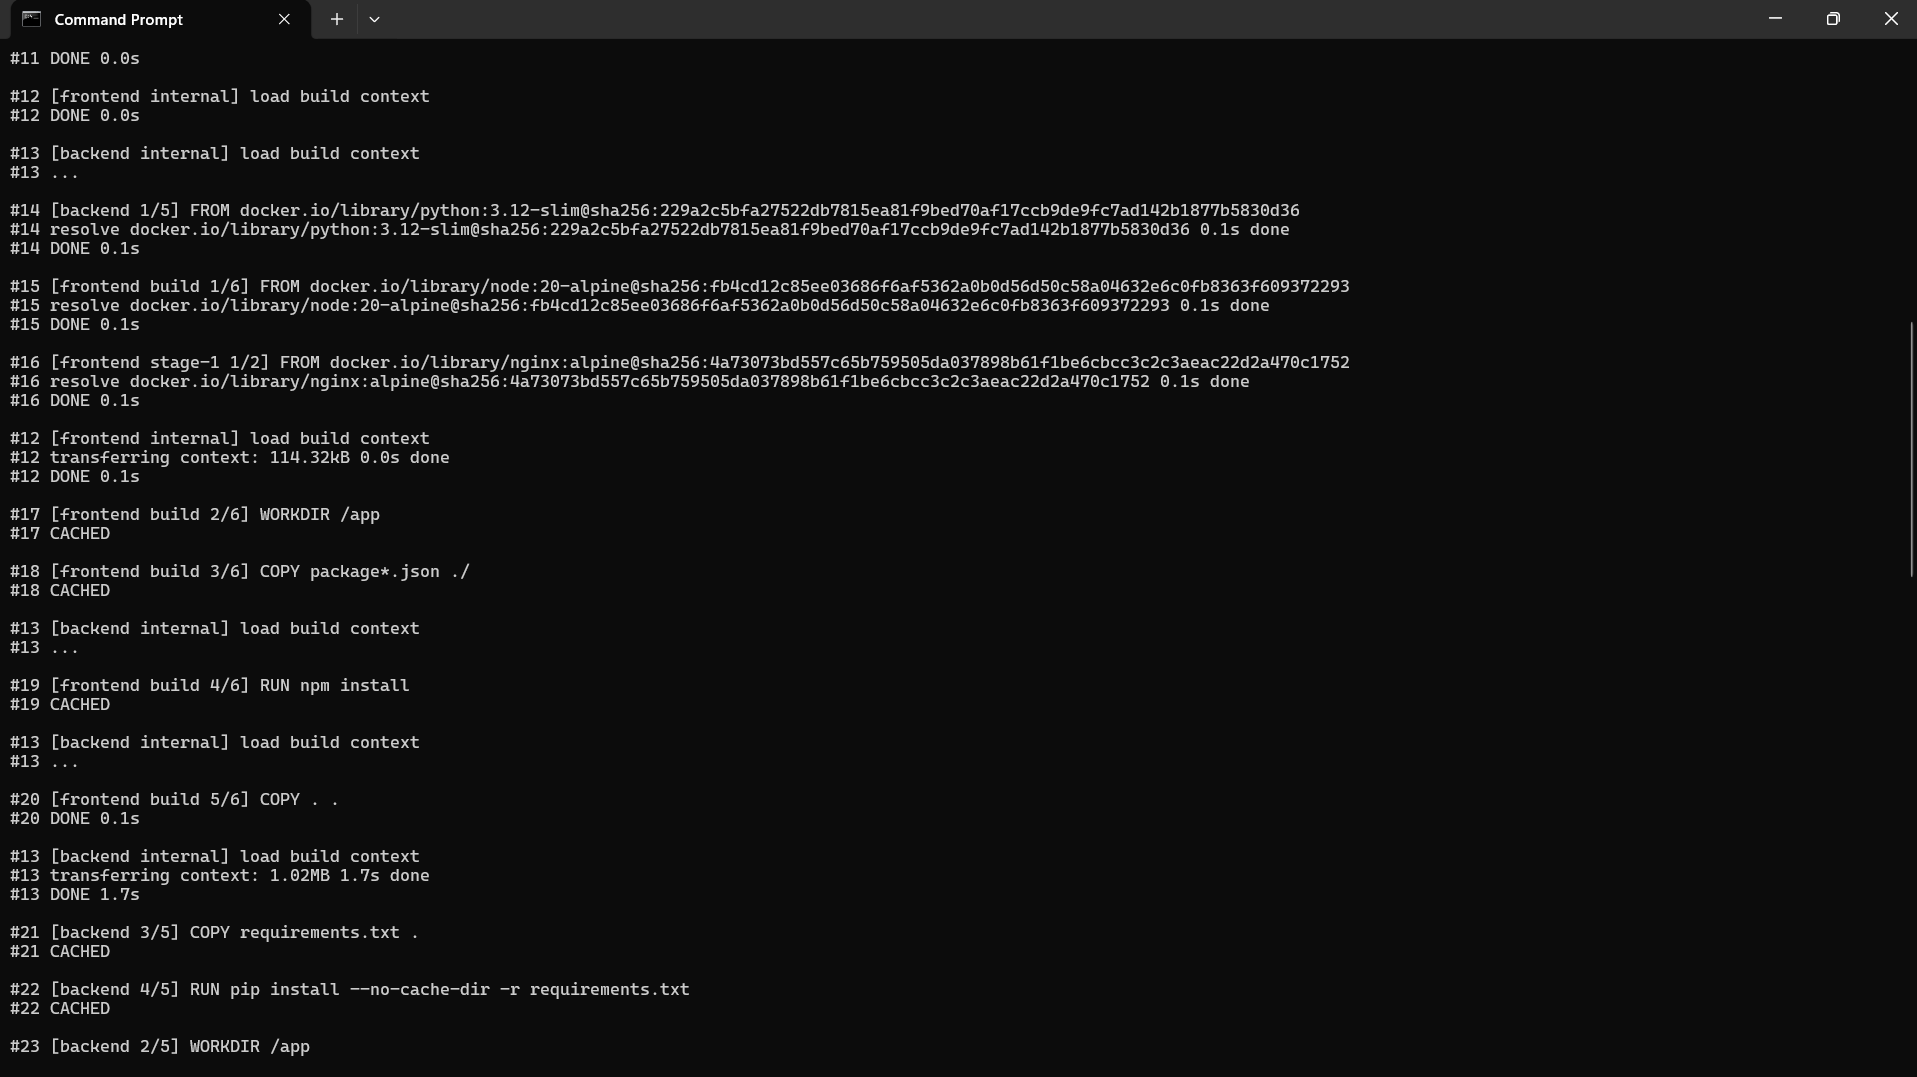 Command Prompt
#11 DONE 0.0s
#12 [frontend internal] load build context
#12 DONE 0.0s
#13 [backend internal] load build context
#13 ...
#14 [backend 1/5] FROM docker.io/library/python:3.12-slim@sha256:229a2c5bfa27522db7815ea81f9bed70af17ccb9de9fc7ad142b1877b5830d36
#14 resolve docker.io/library/python:3.12-slim@sha256:229a2c5bfa27522db7815ea81f9bed70af17ccb9de9fc7ad142b1877b5830d36 0.1s done
#14 DONE 0.1s
#15 [frontend build 1/6] FROM docker.io/library/node:20-alpine@sha256:fb4cd12c85ee03686f6af5362a0b0d56d50c58a04632e6c0fb8363f609372293
#15 resolve docker.io/library/node:20-alpine@sha256:fb4cd12c85ee03686f6af5362a0b0d56d50c58a04632e6c0fb8363f609372293 0.1s done
#15 DONE 0.1s
#16 [frontend stage-1 1/2] FROM docker.io/library/nginx:alpine@sha256:4a73073bd557c65b759505da037898b61f1be6cbcc3c2c3aeac22d2a470c1752
#16 resolve docker.io/library/nginx:alpine@sha256:4a73073bd557c65b759505da037898b61f1be6cbcc3c2c3aeac22d2a470c1752 0.1s done
#16 DONE 0.1s
#12 [frontend internal] load build context
#12 transferring context: 114.32kB 0.0s done
#12 DONE 0.1s
#17 [frontend build 2/6] WORKDIR /app
#17 CACHED
#18 [frontend build 3/6] COPY package*.json ./
#18 CACHED
#13 [backend internal] load build context
#13 ...
#19 [frontend build 4/6] RUN npm install
#19 CACHED
#13 [backend internal] load build context
#13 ...
#20 [frontend build 5/6] COPY . .
#20 DONE 0.1s
#13 [backend internal] load build context
#13 transferring context: 1.02MB 1.7s done
#13 DONE 1.7s
#21 [backend 3/5] COPY requirements.txt .
#21 CACHED
#22 [backend 4/5] RUN pip install --no-cache-dir -r requirements.txt
#22 CACHED
#23 [backend 2/5] WORKDIR /app